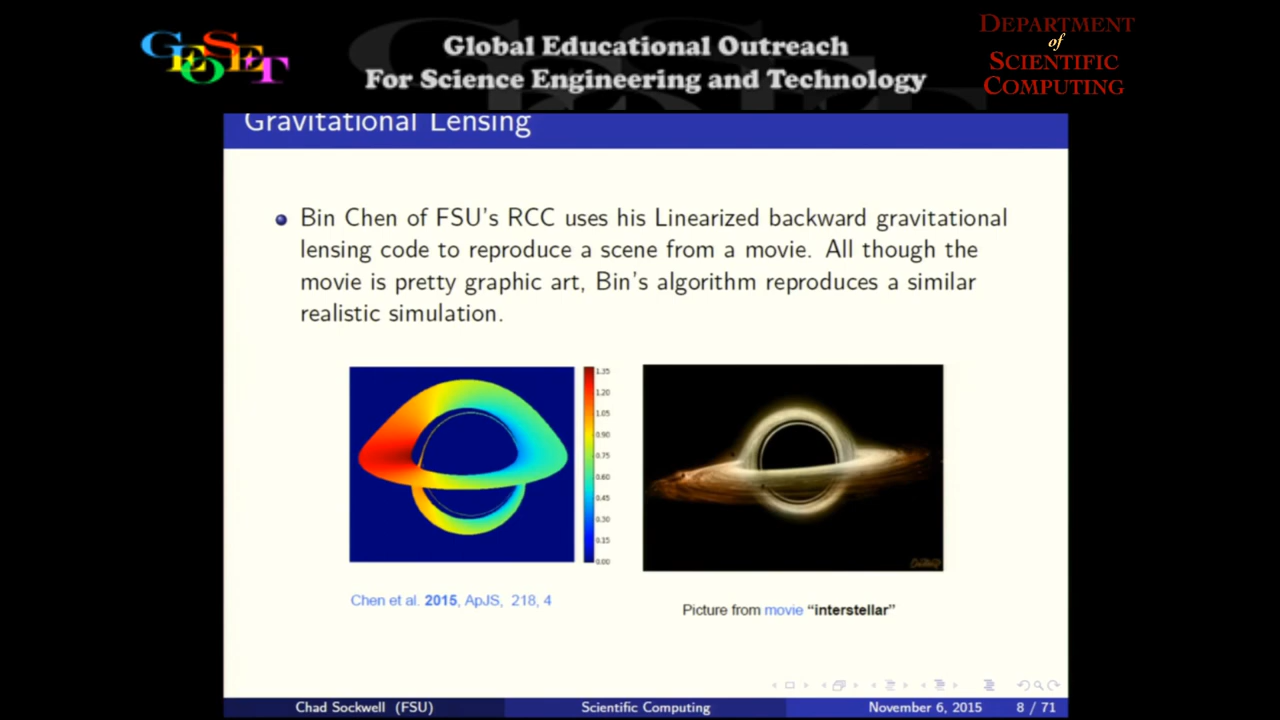 GEOSET
Global Educational Outreach
For Science Engineering and Technology
DEPARTMENT
of
SCIENTIFIC
COMPUTING
Gravitational Lensing
Bin Chen of FSU's RCC uses his Linearized backward gravitational
lensing code to reproduce a scene from a movie. All though the
movie is pretty graphic art, Bin's algorithm reproduces a similar
realistic simulation.
1.35
1.20
1.05
0.90
0.75
0.60
0.45
0.30
0.15
0.00
Chen et al. 2015, ApJS, 218, 4
Picture from movie “interstellar”
Chad Sockwell (FSU)
Scientific Computing
November 6, 2015
8 / 71